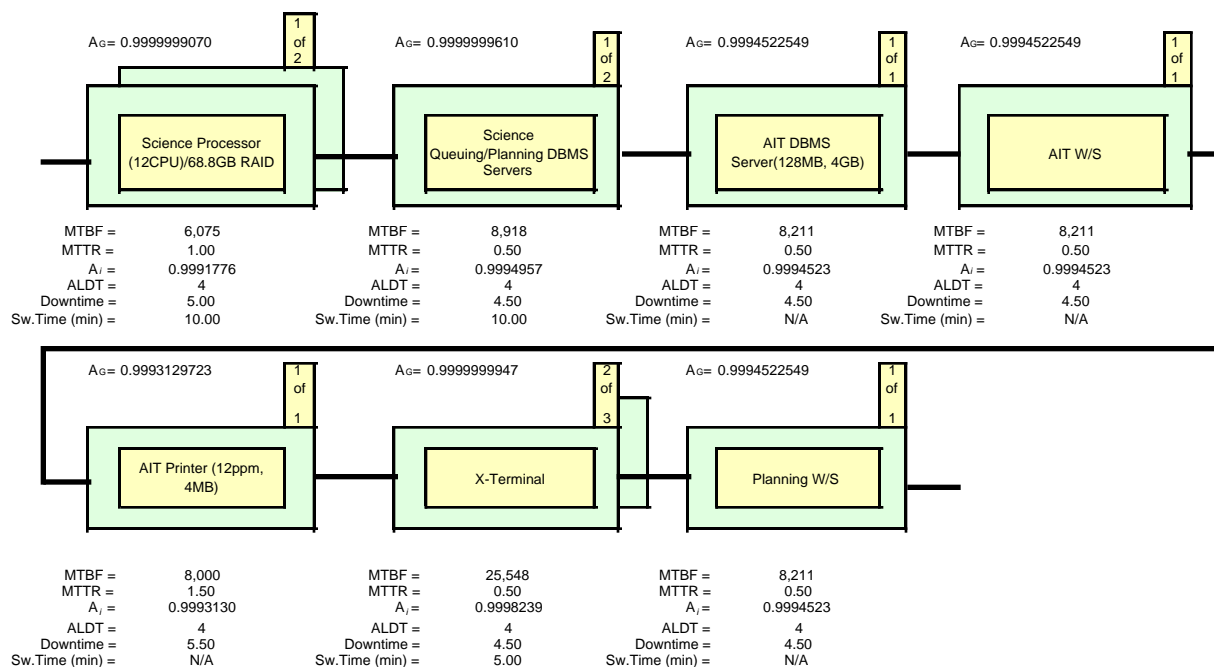 AG= 0.9999999070
1 of 2
AG= 0.9999999610
1 of 2
AG= 0.9994522549
1 of 1
AG= 0.9994522549
1 of 1
Science Processor
(12CPU)/68.8GB RAID
Science
Queuing/Planning DBMS
Servers
AIT DBMS
Server(128MB, 4GB)
AIT W/S
MTBF = 6,075
MTTR = 1.00
Ai = 0.9991776
ALDT = 4
Downtime = 5.00
Sw.Time (min) = 10.00
MTBF = 8,918
MTTR = 0.50
Ai = 0.9994957
ALDT = 4
Downtime = 4.50
Sw.Time (min) = 10.00
MTBF = 8,211
MTTR = 0.50
Ai = 0.9994523
ALDT = 4
Downtime = 4.50
Sw.Time (min) = N/A
MTBF = 8,211
MTTR = 0.50
Ai = 0.9994523
ALDT = 4
Downtime = 4.50
Sw.Time (min) = N/A
AG= 0.9993129723
1 of 1
AG= 0.9999999947
2 of 3
AG= 0.9994522549
1 of 1
AIT Printer (12ppm,
4MB)
X-Terminal
Planning W/S
MTBF = 8,000
MTTR = 1.50
Ai = 0.9993130
ALDT = 4
Downtime = 5.50
Sw.Time (min) = N/A
MTBF = 25,548
MTTR = 0.50
Ai = 0.9998239
ALDT = 4
Downtime = 4.50
Sw.Time (min) = 5.00
MTBF = 8,211
MTTR = 0.50
Ai = 0.9994523
ALDT = 4
Downtime = 4.50
Sw.Time (min) = N/A